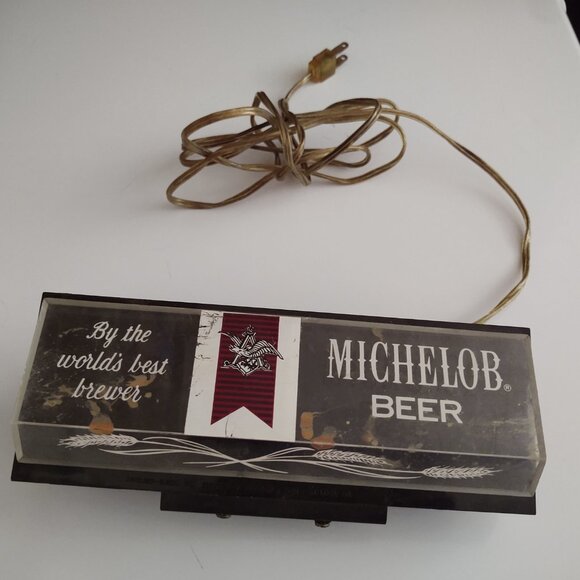 By the
world's best
brewer
MICHELOB®
BEER